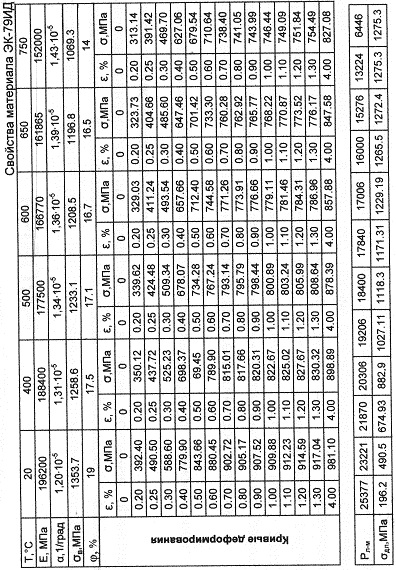 Свойства материала ЭК-79ИД
T,°C 20 400 500 600 650 750
E, МПа 196200 188400 177500 166770 161865 152000
α,1/град 1,20·10⁻⁵ 1,31·10⁻⁵ 1,34·10⁻⁵ 1,36·10⁻⁵ 1,39·10⁻⁵ 1,43·10⁻⁵
σв,МПа 1353.7 1258.6 1233.1 1208.5 1196.8 1069.3
φ, % 19 17.5 17.1 16.7 16.5 14
Кривые деформирования
ε, % σ,МПа ε, % σ,МПа ε, % σ,МПа ε, % σ,МПа ε, % σ,МПа ε, % σ,МПа
0 0 0 0 0 0
0.20 392.40 0.20 350.12 0.20 339.62 0.20 329.03 0.20 323.73 0.20 313.14
0.25 490.50 0.25 437.72 0.25 424.48 0.25 411.24 0.25 404.66 0.25 391.42
0.30 588.60 0.30 525.23 0.30 509.34 0.30 493.54 0.30 485.60 0.30 469.70
0.40 779.90 0.40 698.37 0.40 678.07 0.40 657.66 0.40 647.46 0.40 627.06
0.50 843.66 0.50 69.45 0.50 734.28 0.50 712.40 0.50 701.42 0.50 679.54
0.60 880.45 0.60 789.90 0.60 767.24 0.60 744.58 0.60 733.30 0.60 710.64
0.70 902.72 0.70 815.01 0.70 793.14 0.70 771.26 0.70 760.28 0.70 738.40
0.80 905.17 0.80 817.66 0.80 795.79 0.80 773.91 0.80 762.92 0.80 741.05
0.90 907.52 0.90 820.31 0.90 798.44 0.90 776.66 0.90 765.77 0.90 743.79
1.00 909.88 1.00 822.67 1.00 800.89 1.00 779.11 1.00 768.22 1.00 746.44
1.10 912.23 1.10 825.02 1.10 803.24 1.10 781.46 1.10 770.87 1.10 749.09
1.20 914.59 1.20 827.67 1.20 805.99 1.20 784.31 1.20 773.52 1.20 751.84
1.30 917.04 1.30 830.32 1.30 808.64 1.30 786.96 1.30 776.17 1.30 754.49
4.00 981.10 4.00 898.89 4.00 878.39 4.00 857.88 4.00 847.58 4.00 827.08
Pл-м 25377 23221 21870 20306 19206 18400 17840 17006 16000 15276 13224 6446
σдл,МПа 196.2 490.5 674.93 882.9 1027.11 1118.3 1171.31 1229.19 1265.5 1272.4 1275.3 1275.3